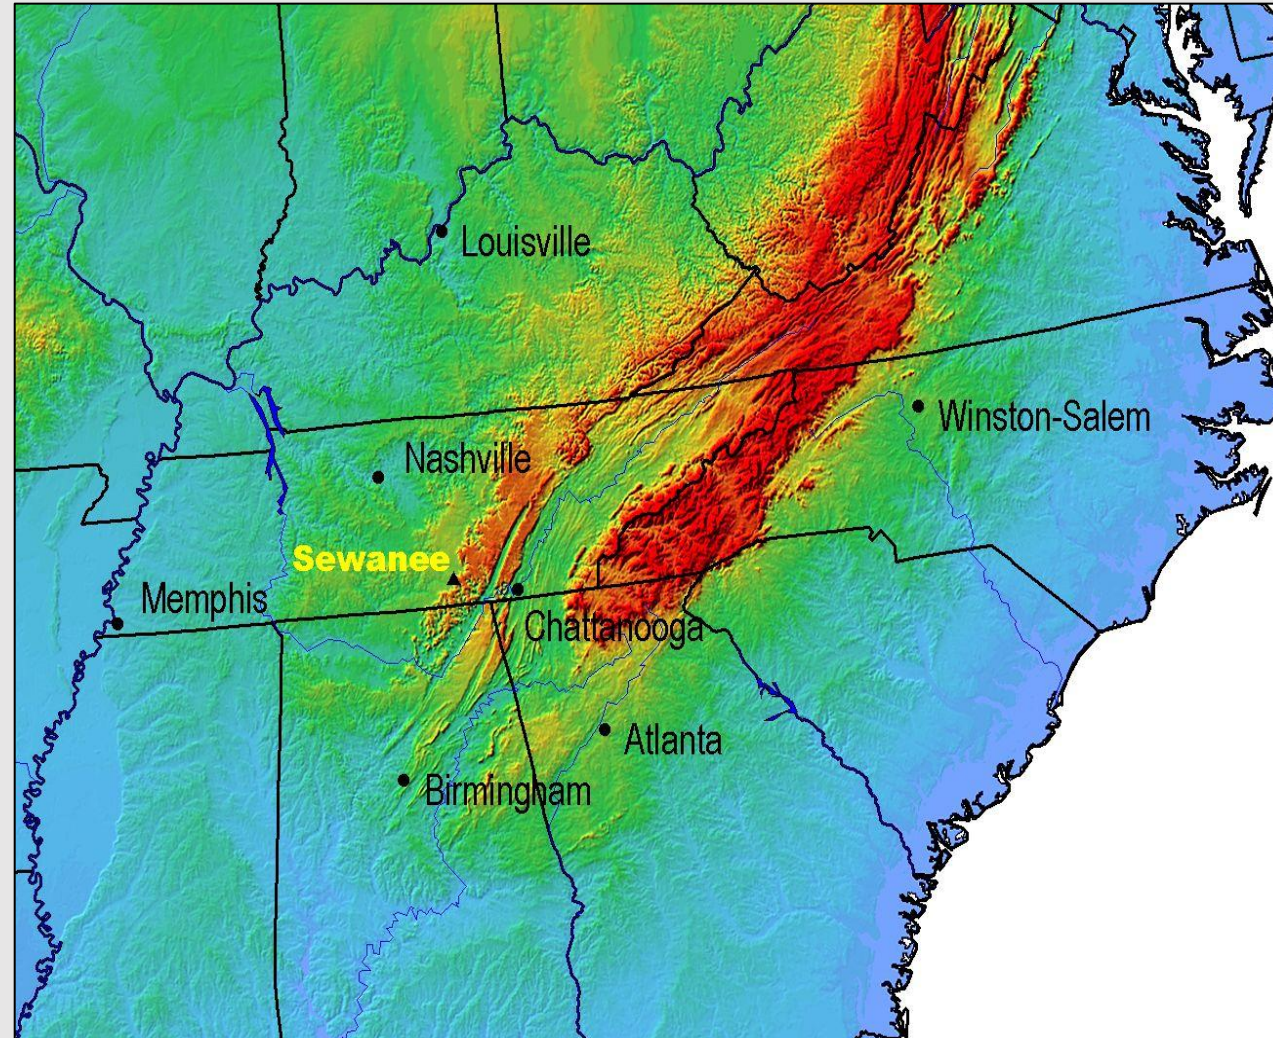 Louisville
Winston-Salem
Nashville
Sewanee
Memphis
Chattanooga
Atlanta
Birmingham